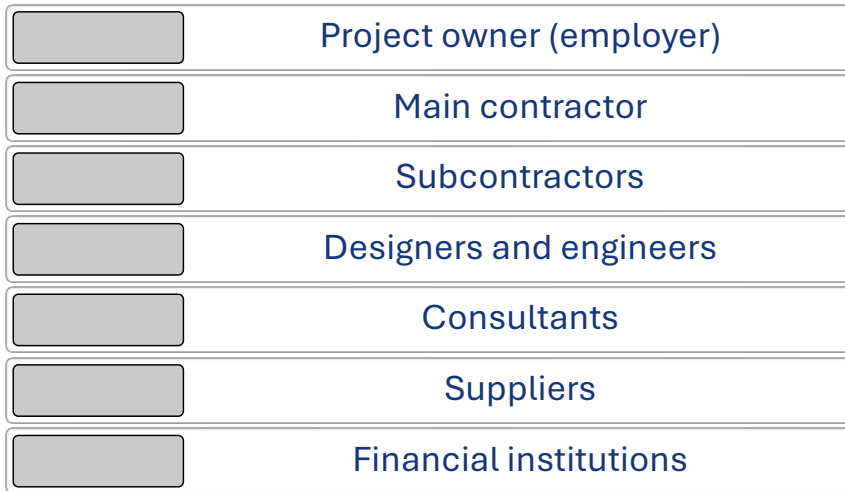 Project owner (employer)
Main contractor
Subcontractors
Designers and engineers
Consultants
Suppliers
Financial institutions